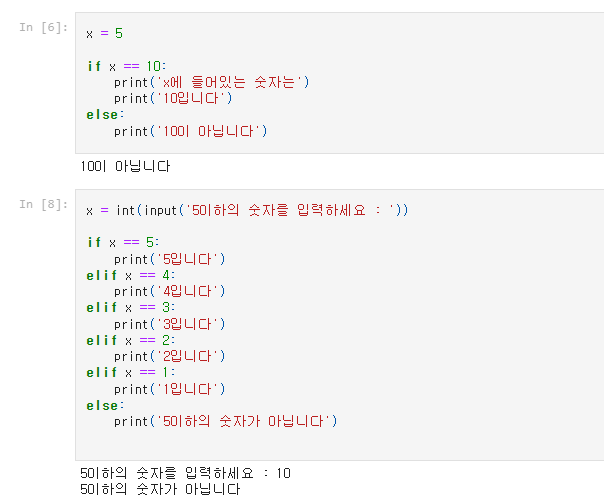 In [6]:
x = 5
if x == 10:
print('x에 들어있는 숫자는')
print('10입니다')
else:
print('10이 아닙니다')
10이 아닙니다
In [8]:
x = int(input('5이하의 숫자를 입력하세요 : '))
if x == 5:
print('5입니다')
elif x == 4:
print('4입니다')
elif x == 3:
print('3입니다')
elif x == 2:
print('2입니다')
elif x == 1:
print('1입니다')
else:
print('5이하의 숫자가 아닙니다')
5이하의 숫자를 입력하세요 : 10
5이하의 숫자가 아닙니다